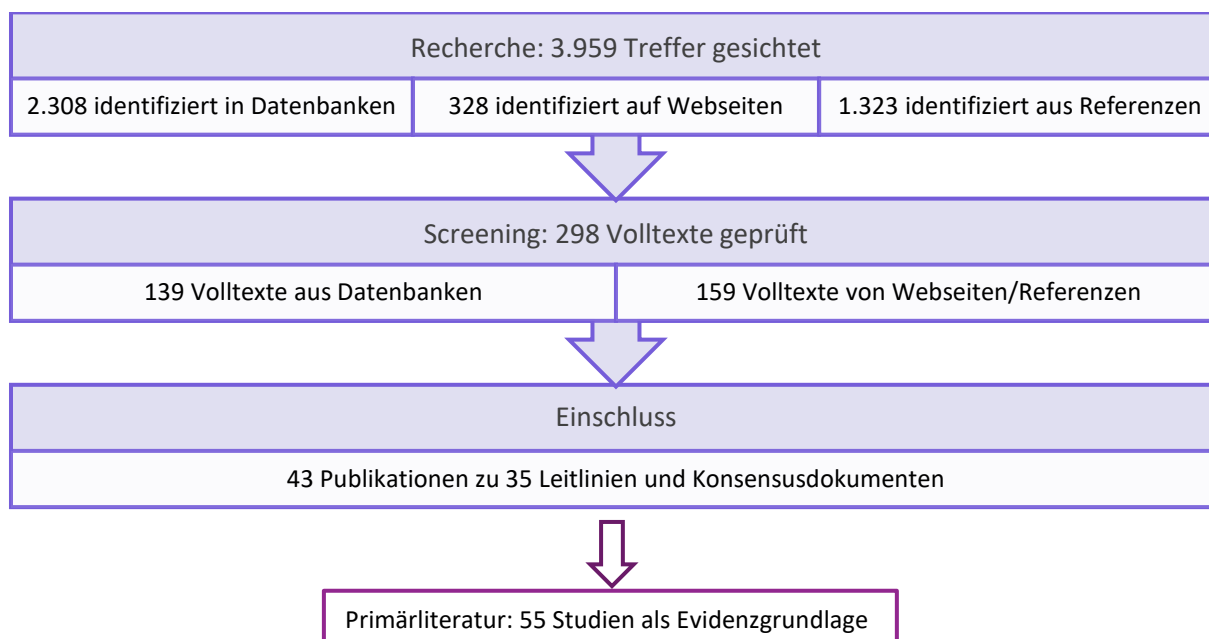 Recherche: 3.959 Treffer gesichtet
2.308 identifiziert in Datenbanken
328 identifiziert auf Webseiten
1.323 identifiziert aus Referenzen
Screening: 298 Volltexte geprüft
139 Volltexte aus Datenbanken
159 Volltexte von Webseiten/Referenzen
Einschluss
43 Publikationen zu 35 Leitlinien und Konsensusdokumenten
Primärliteratur: 55 Studien als Evidenzgrundlage